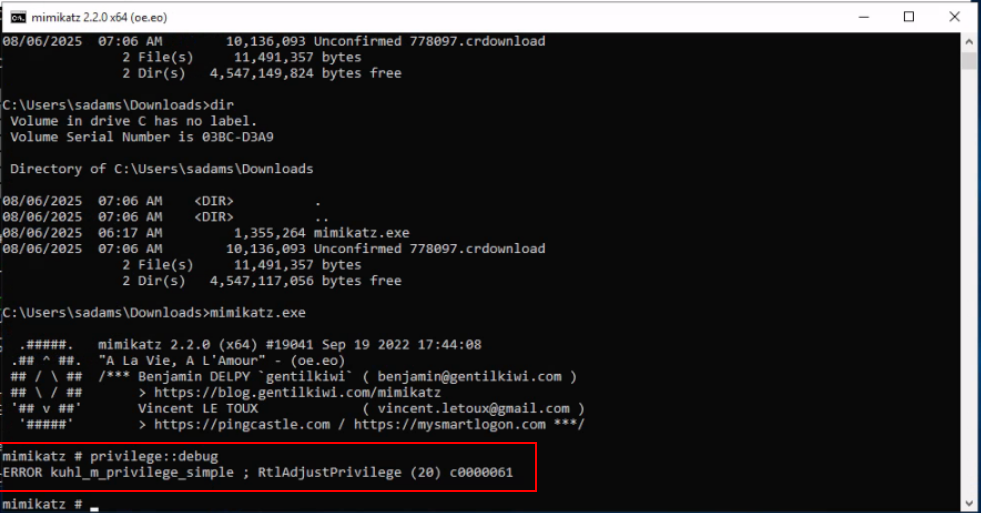 mimikatz 2.2.0 x64 (oe.eo)
08/06/2025  07:06 AM        10,136,093 Unconfirmed 778097.crdownload
               2 File(s)     11,491,357 bytes
               2 Dir(s)   4,547,149,824 bytes free
C:\Users\sadams\Downloads>dir
 Volume in drive C has no label.
 Volume Serial Number is 03BC-D3A9
 Directory of C:\Users\sadams\Downloads
08/06/2025  07:06 AM    <DIR>          .
08/06/2025  07:06 AM    <DIR>          ..
08/06/2025  06:17 AM         1,355,264 mimikatz.exe
08/06/2025  07:06 AM        10,136,093 Unconfirmed 778097.crdownload
               2 File(s)     11,491,357 bytes
               2 Dir(s)   4,547,117,056 bytes free
C:\Users\sadams\Downloads>mimikatz.exe
  .#####.   mimikatz 2.2.0 (x64) #19041 Sep 19 2022 17:44:08
 .## ^ ##.  "A La Vie, A L'Amour" - (oe.eo)
 ## / \ ##  /*** Benjamin DELPY `gentilkiwi` ( benjamin@gentilkiwi.com )
 ## \ / ##       > https://blog.gentilkiwi.com/mimikatz
 '## v ##'       Vincent LE TOUX             ( vincent.letoux@gmail.com )
  '#####'        > https://pingcastle.com / https://mysmartlogon.com ***/
mimikatz # privilege::debug
ERROR kuhl_m_privilege_simple ; RtlAdjustPrivilege (20) c0000061
mimikatz #